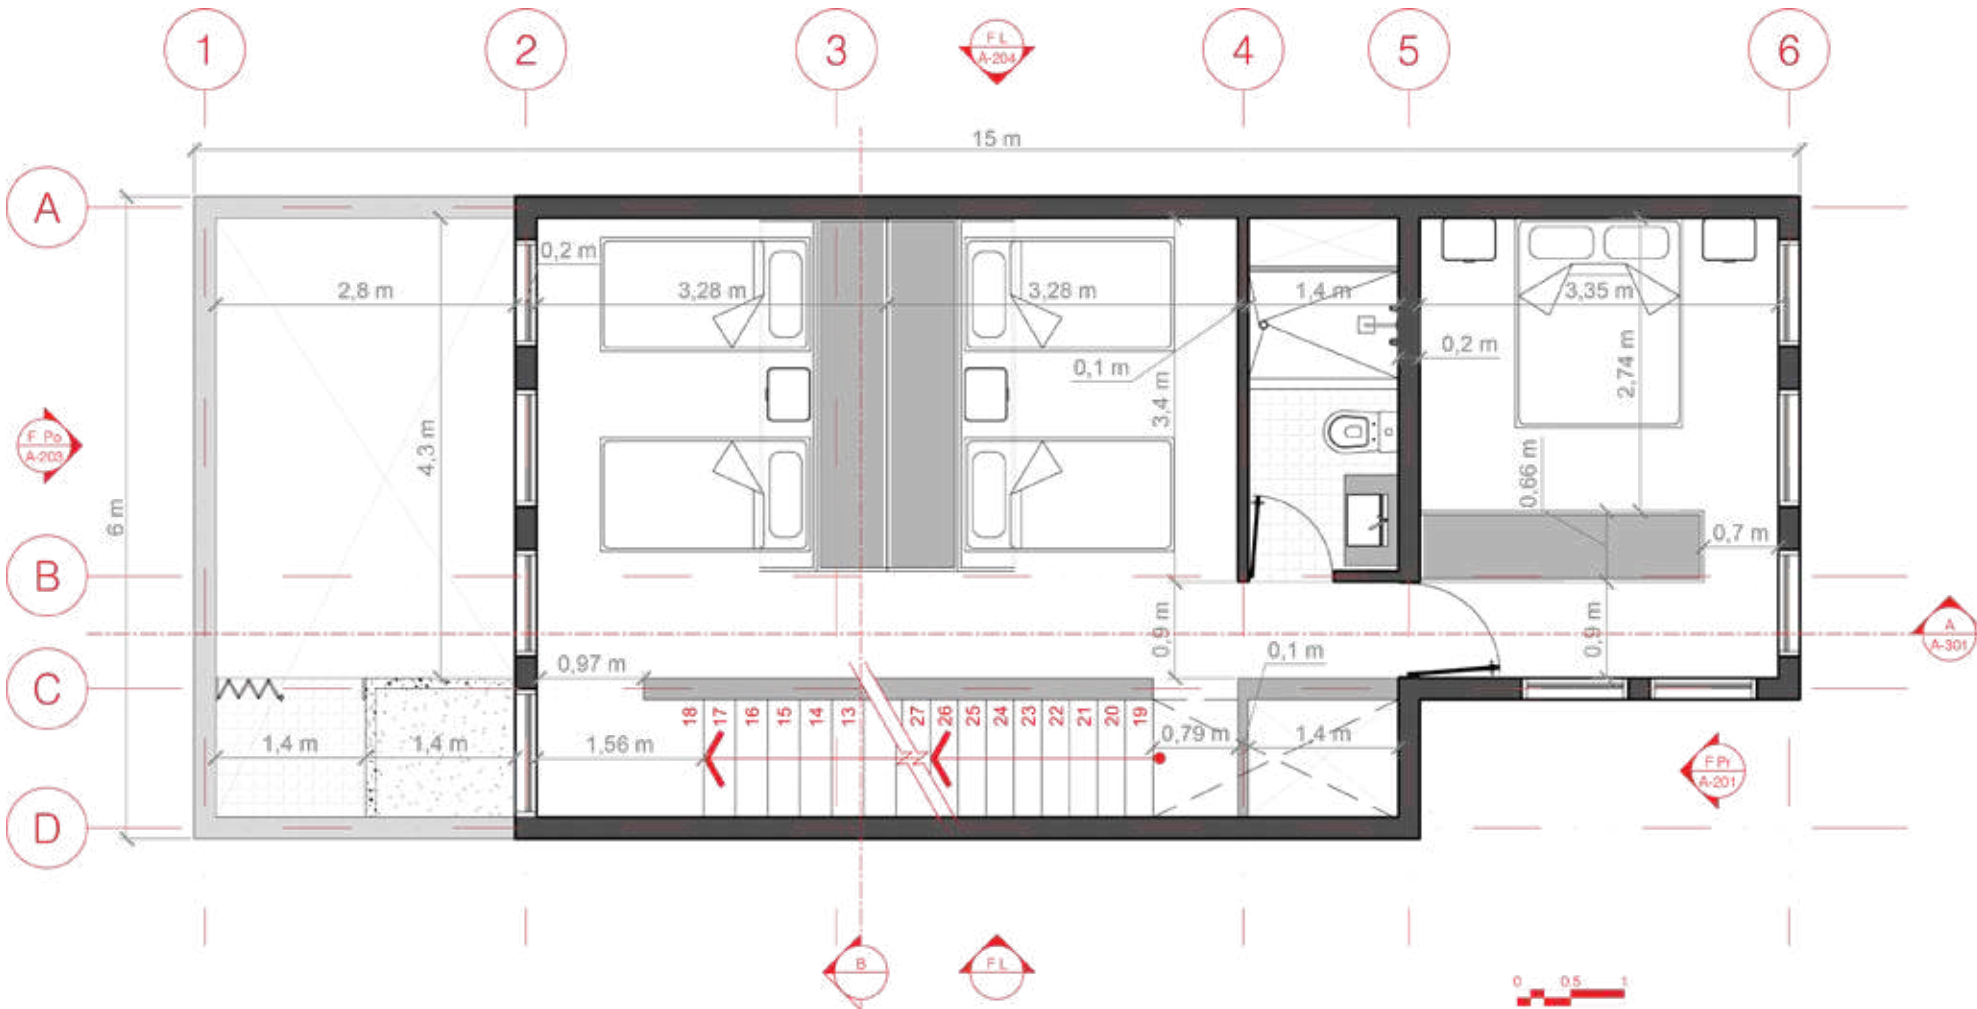 1 2 3 4 5 6
F L
A-204
15 m
A
0,2 m
2,8 m 3,28 m 3,28 m 1,4 m 3,35 m
0,1 m
0,2 m
2,74 m
3,4 m
4,3 m
F Po
A-203
6 m
0,66 m
0,7 m
B
0,9 m
0,9 m
A
A-301
C
0,97 m
0,1 m
18 17 16 15 14 13 27 26 25 24 23 22 21 20 19
1,4 m 1,4 m 1,56 m 0,79 m 1,4 m
F Pr
A-201
D
B
F L
0 0.5 1